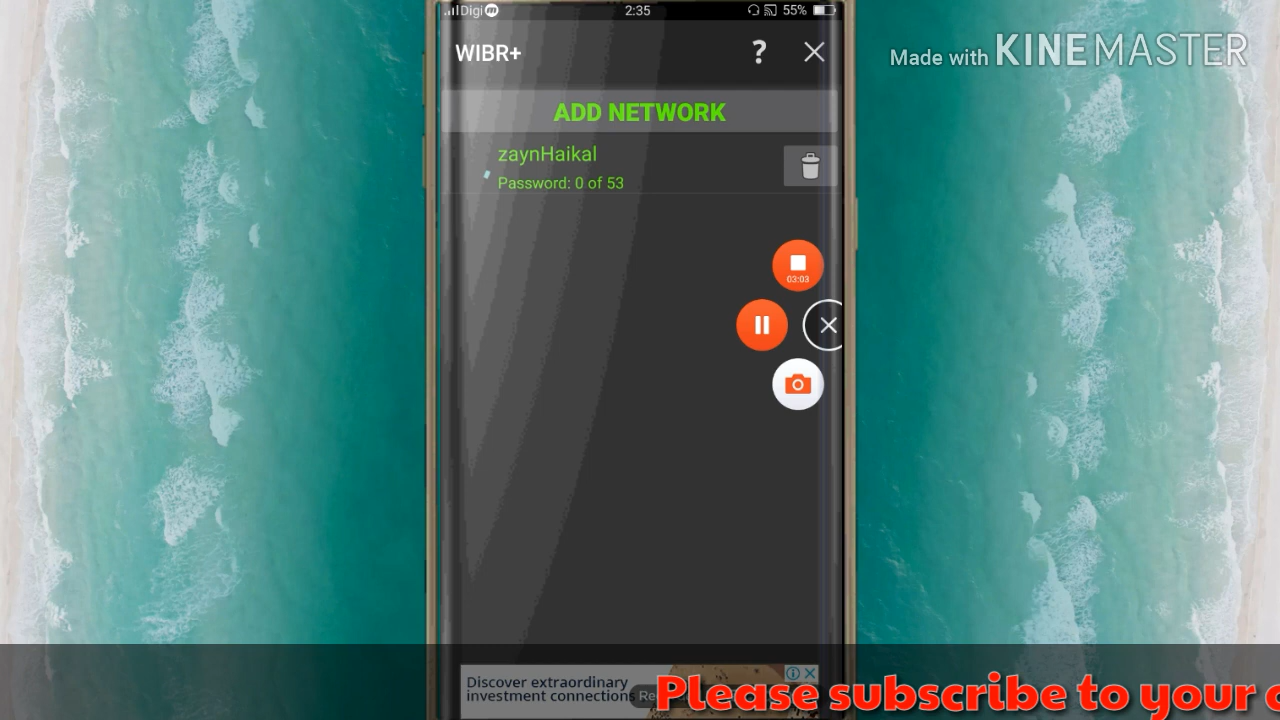 Digi
2:35
55%
WIBR+
Made with KINEMASTER
ADD NETWORK
zaynHaikal
Password: 0 of 53
03:03
Discover extraordinary
investment connections
Please subscribe to your